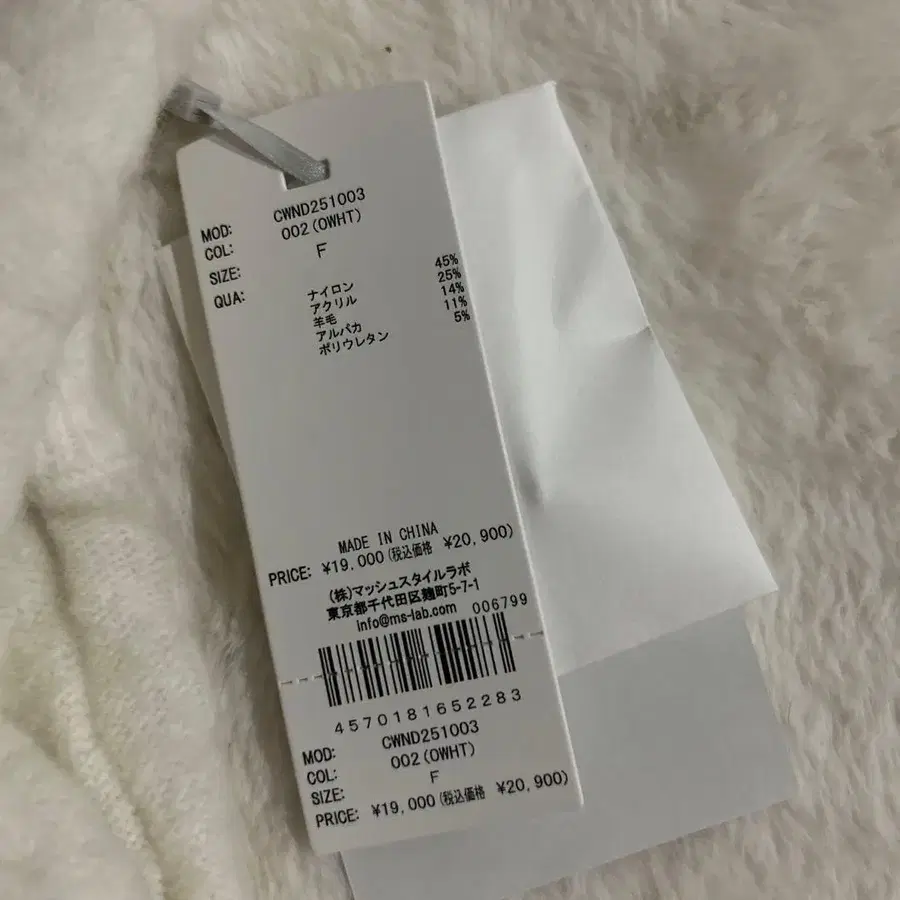 MOD: CWND251003
COL: 002(OWHT)
SIZE: F
QUA: ナイロン 45%
アクリル 25%
羊毛 14%
アルパカ 11%
ポリウレタン 5%
MADE IN CHINA
PRICE: ¥19,000(税込価格 ¥20,900)
(株)マッシュスタイルラボ
東京都千代田区麹町5-7-1
info@ms-lab.com 006799
4570181652283
MOD: CWND251003
COL: 002(OWHT)
SIZE: F
PRICE: ¥19,000(税込価格 ¥20,900)